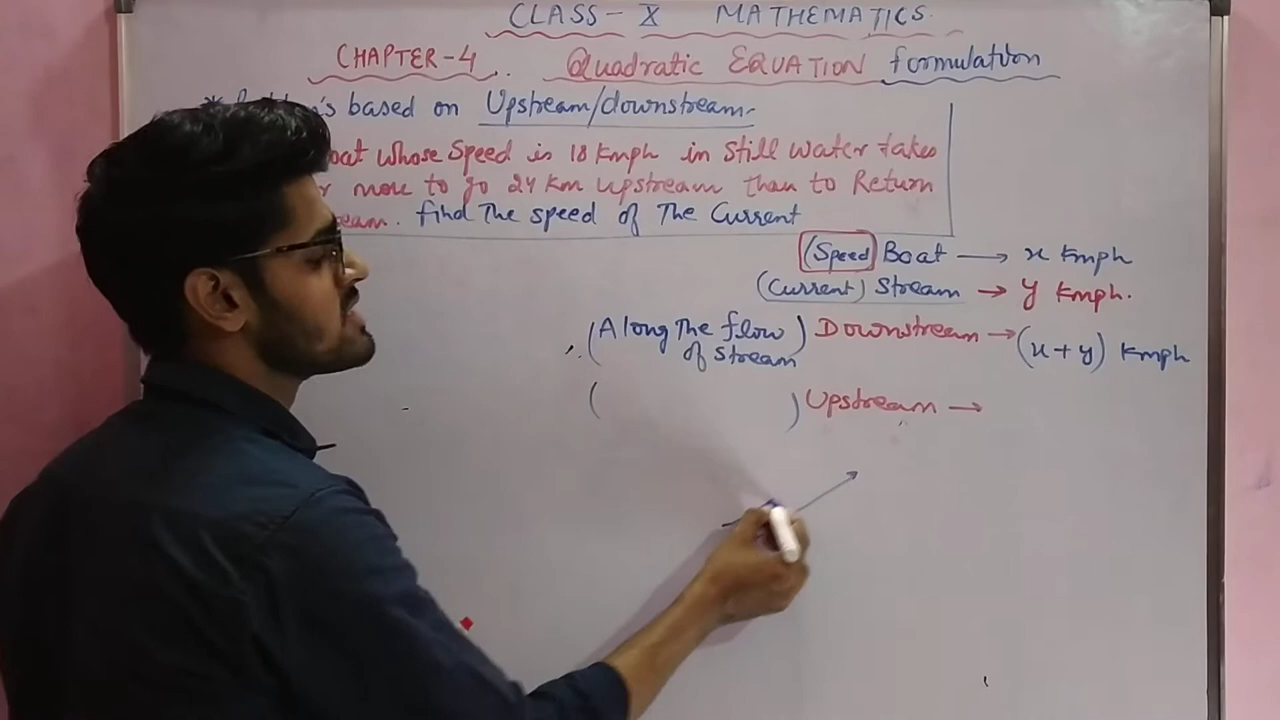 CLASS - X MATHEMATICS.
CHAPTER-4 Quadratic EQUATION formulation
based on Upstream/downstream.
whose Speed is 18 Kmph in Still Water takes
more to go 24 Km Upstream Than to Return
find The speed of The Current
(Speed) Boat → x Kmph
(Current) Stream → y Kmph.
(Along The flow of Stream) Downstream → (x+y) Kmph
( ) Upstream →